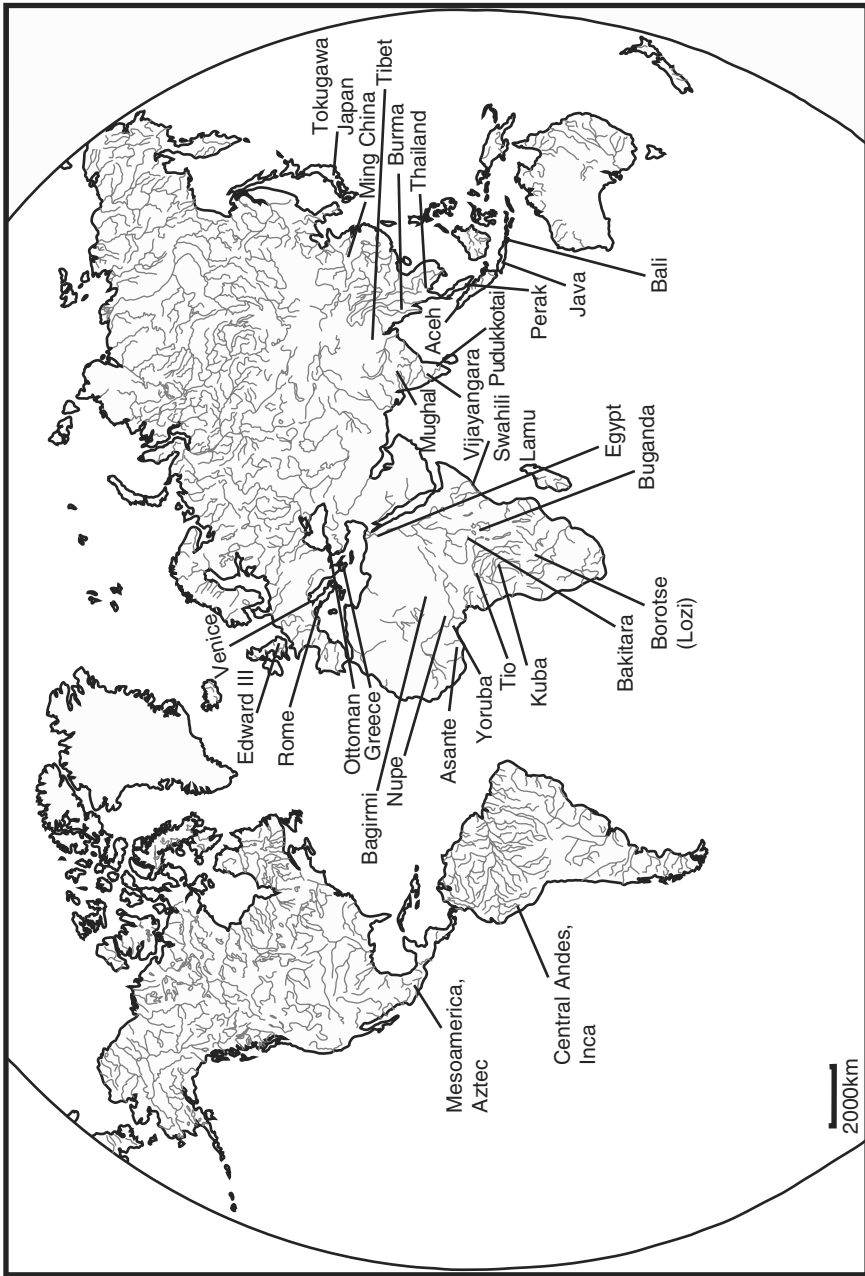 Mesoamerica,
Aztec
Central Andes,
Inca
Venice
Edward III
Rome
Ottoman
Greece
Bagirmi
Nupe
Asante
Yoruba
Tio
Kuba
Bakitara
Borotse
(Lozi)
Buganda
Egypt
Mughal
Vijayangara
Swahili
Lamu
Aceh
Pudukkotai
Perak
Java
Bali
Tokugawa
Japan
Ming China
Tibet
Burma
Thailand
2000km